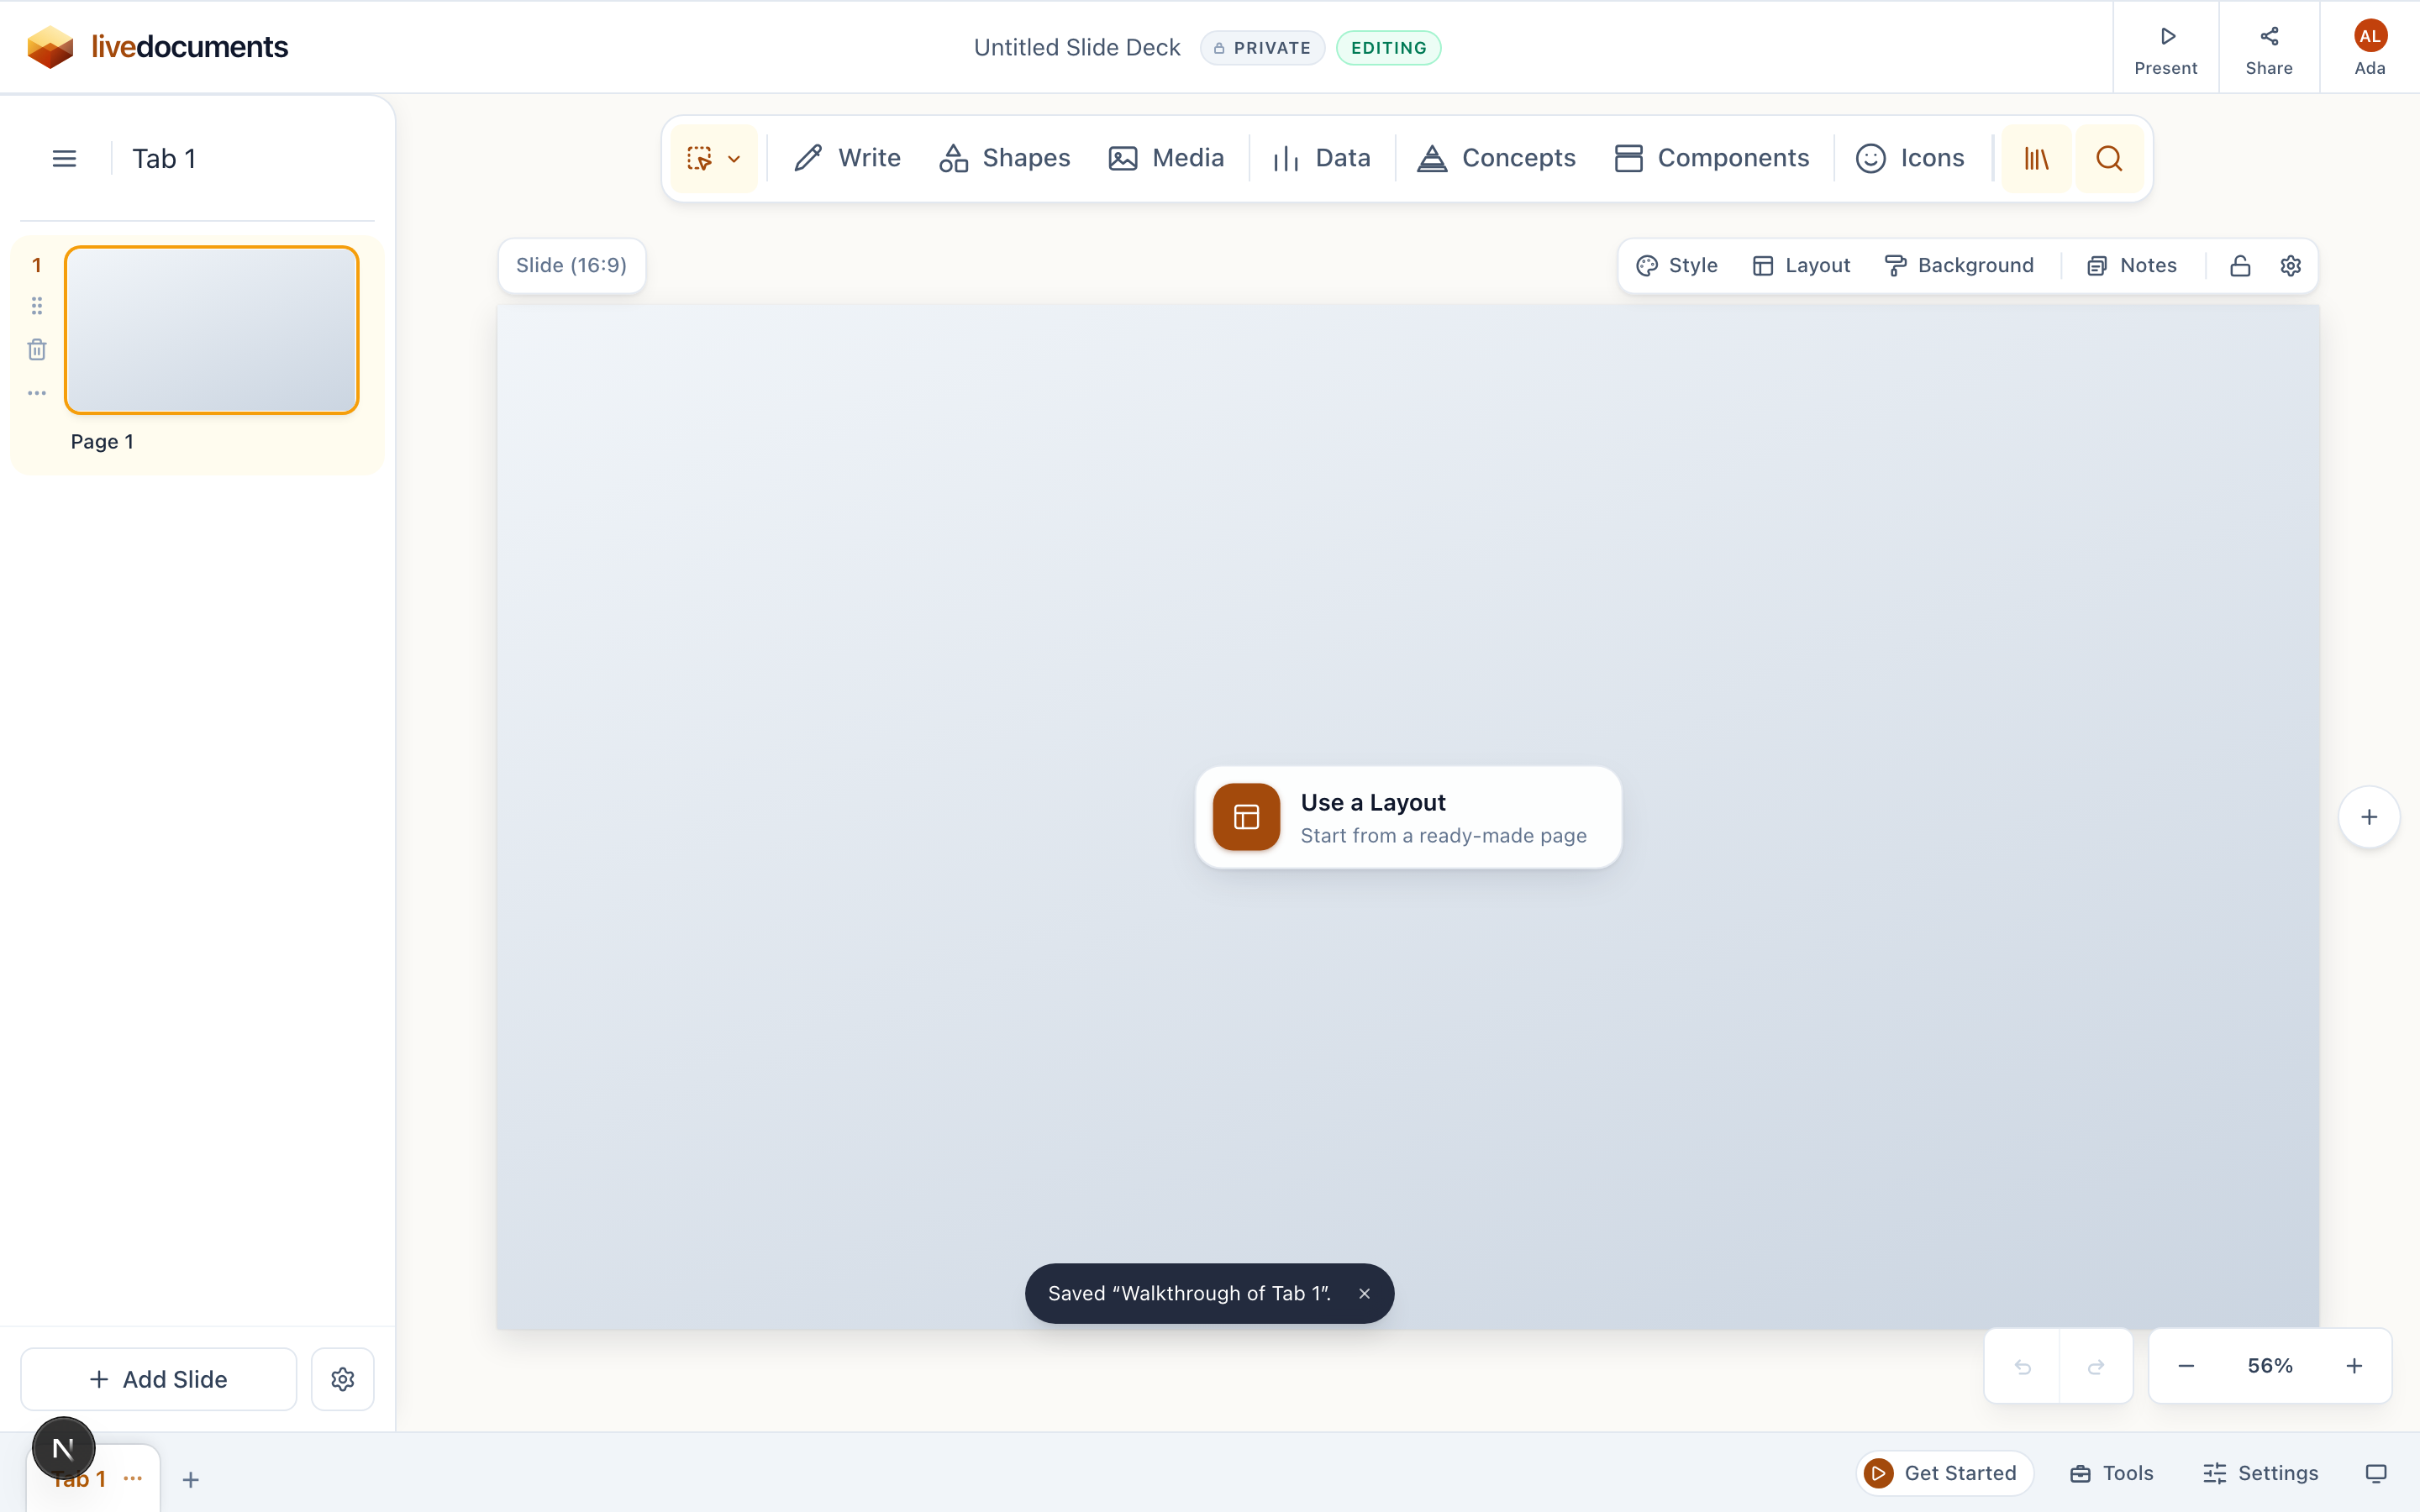 livedocuments
Untitled Slide Deck
PRIVATE
EDITING
Present
Share
AL
Ada
Tab 1
Write
Shapes
Media
Data
Concepts
Components
Icons
1
Page 1
Slide (16:9)
Style
Layout
Background
Notes
Use a Layout
Start from a ready-made page
Saved “Walkthrough of Tab 1”.
Add Slide
56%
N
Tab 1
Get Started
Tools
Settings